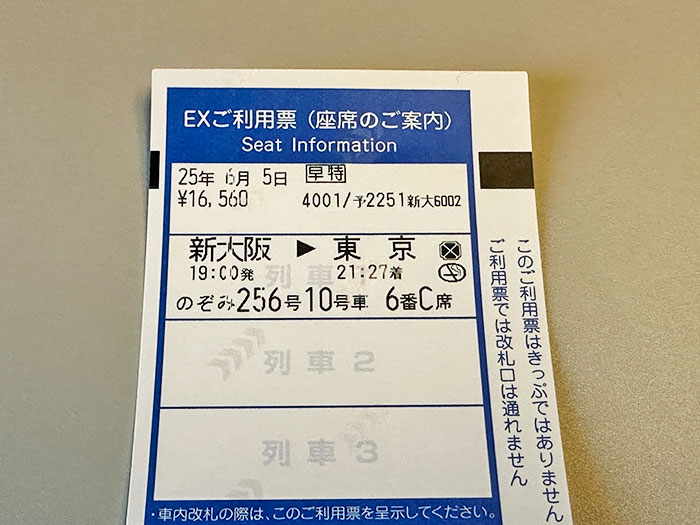 EXご利用票（座席のご案内）
Seat Information
25年 6月 5日 早特
¥16,560 4001/予2251新大6002
新大阪 ▶ 東京
19:00発 21:27着
列車1
のぞみ256号10号車 6番C席
列車2
列車3
・車内改札の際は、このご利用票を呈示してください。
このご利用票はきっぷではありません
ご利用票では改札口は通れません